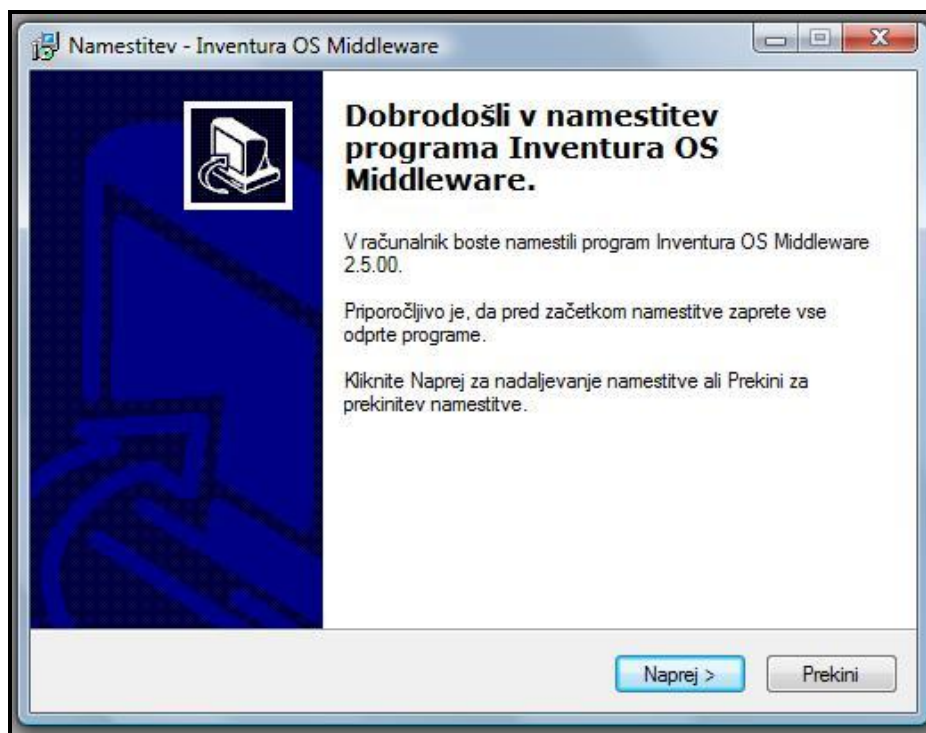 Namestitev - Inventura OS Middleware
Dobrodošli v namestitev
programa Inventura OS
Middleware.
V računalnik boste namestili program Inventura OS Middleware
2.5.00.
Priporočljivo je, da pred začetkom namestitve zaprete vse
odprte programe.
Kliknite Naprej za nadaljevanje namestitve ali Prekini za
prekinitev namestitve.
Naprej >
Prekini